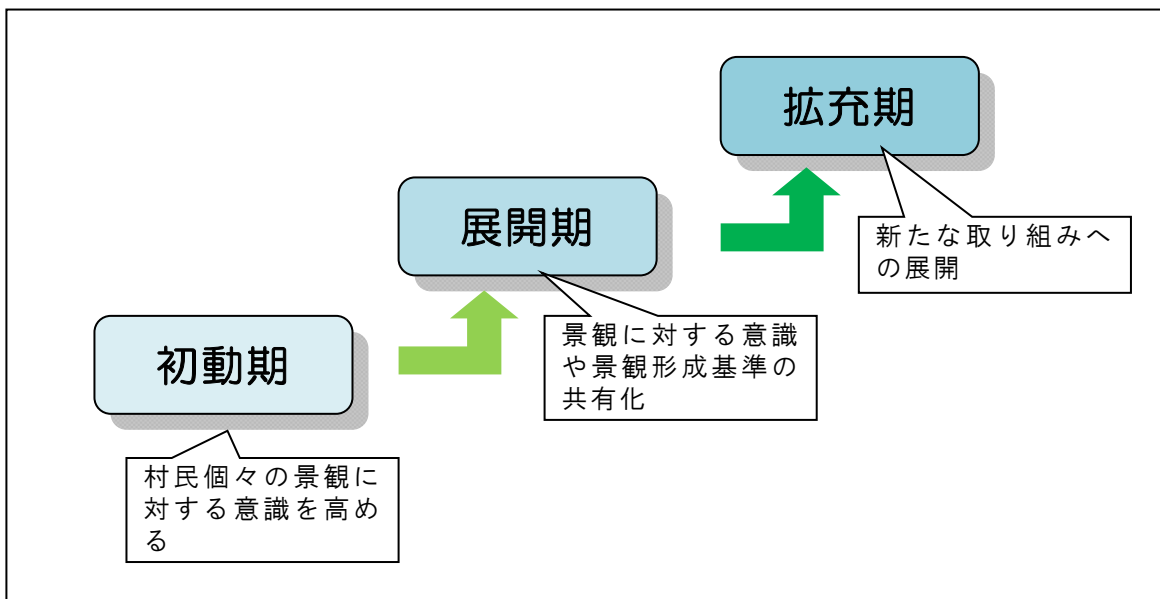 拡充期
新たな取り組みへ
の展開
展開期
景観に対する意識
や景観形成基準の
共有化
初動期
村民個々の景観に
対する意識を高め
る